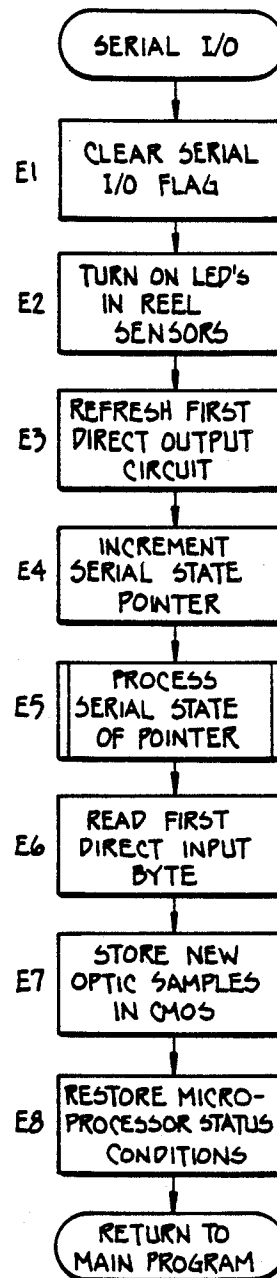 SERIAL I/O
E1
CLEAR SERIAL
I/O FLAG
E2
TURN ON LED'S
IN REEL
SENSORS
E3
REFRESH FIRST
DIRECT OUTPUT
CIRCUIT
E4
INCREMENT
SERIAL STATE
POINTER
E5
PROCESS
SERIAL STATE
OF POINTER
E6
READ FIRST
DIRECT INPUT
BYTE
E7
STORE NEW
OPTIC SAMPLES
IN CMOS
E8
RESTORE MICRO-
PROCESSOR STATUS
CONDITIONS
RETURN TO
MAIN PROGRAM